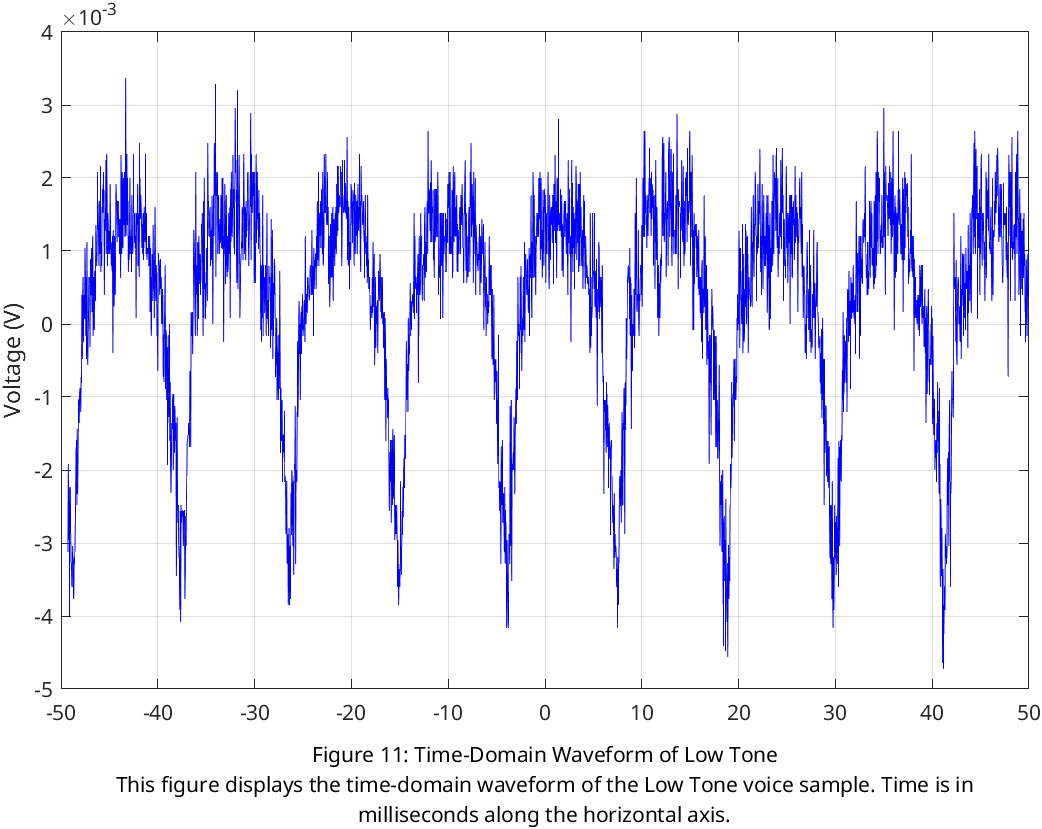 ×10-3
4
3
2
1
0
-1
-2
-3
-4
-5
Voltage (V)
-50 -40 -30 -20 -10 0 10 20 30 40 50
Figure 11: Time-Domain Waveform of Low Tone
This figure displays the time-domain waveform of the Low Tone voice sample. Time is in
milliseconds along the horizontal axis.